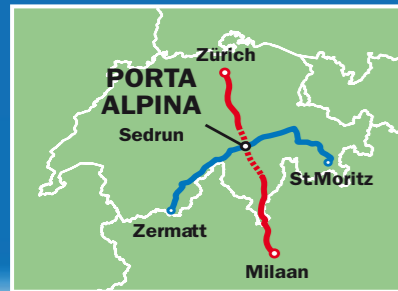 Zürich
PORTA
ALPINA
Sedrun
St.Moritz
Zermatt
Milaan